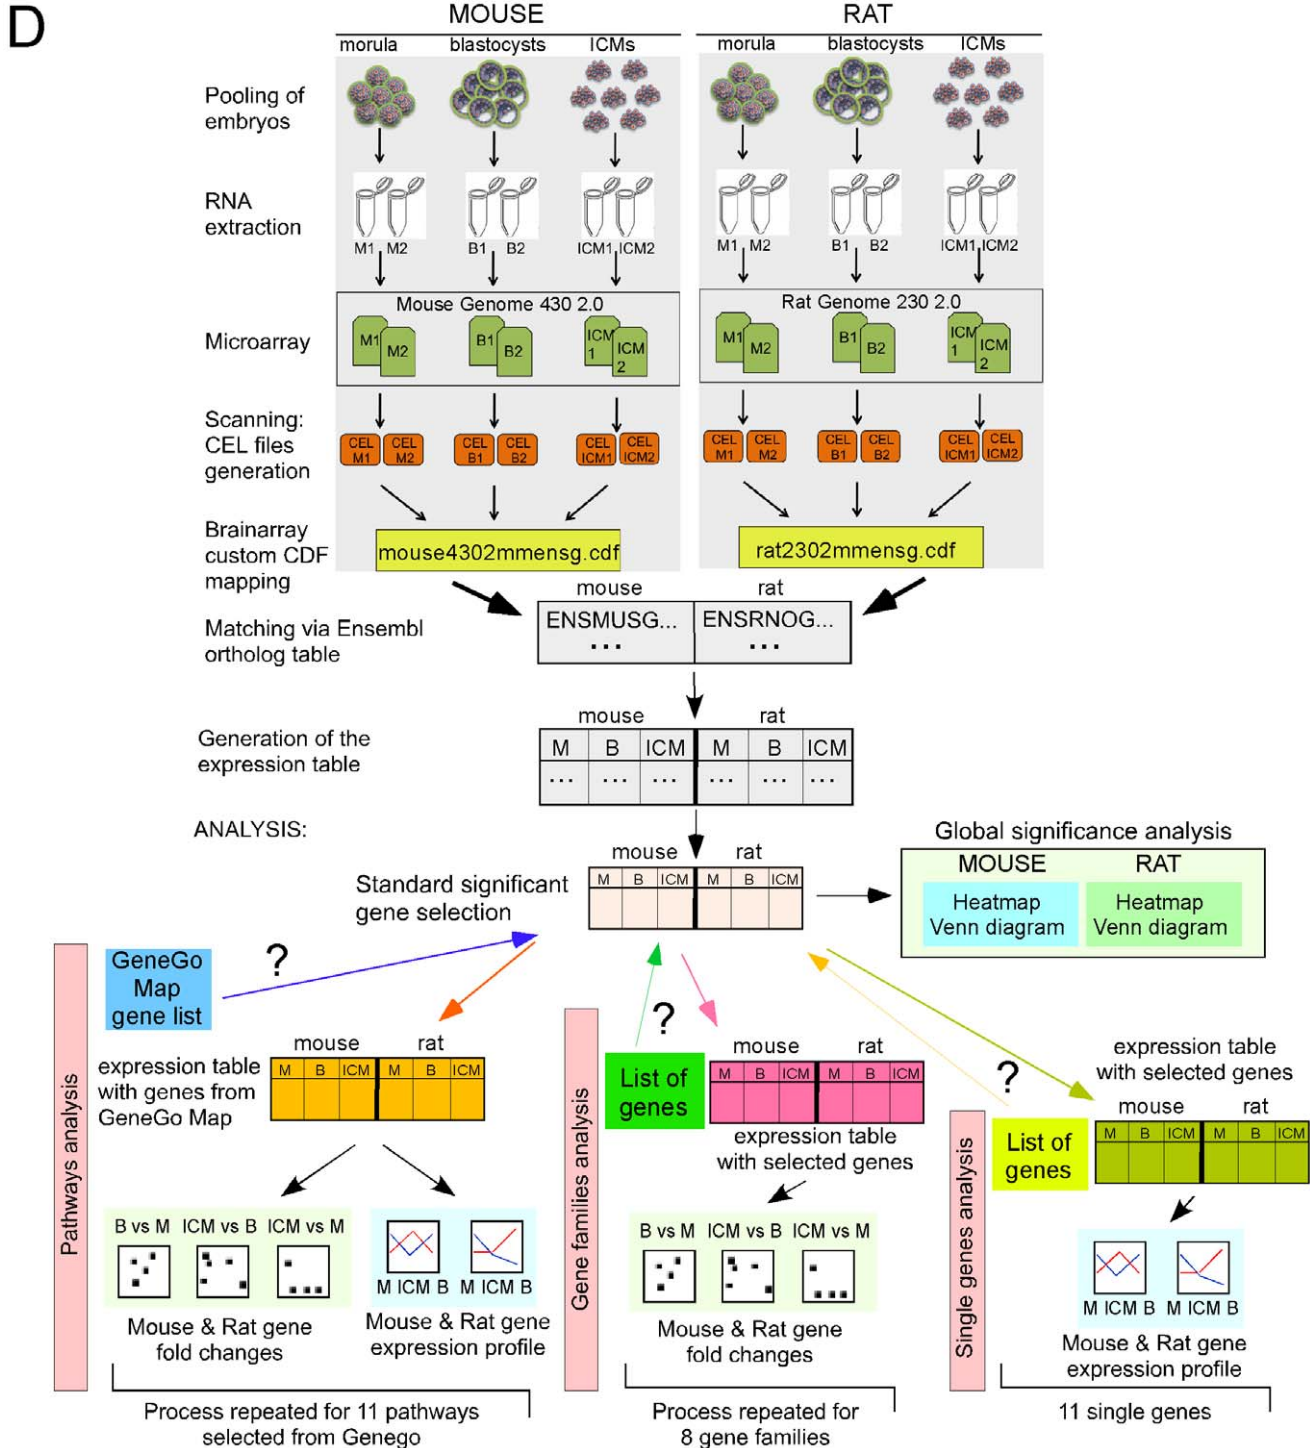 D
MOUSE
RAT
morula
blastocysts
ICMs
morula
blastocysts
ICMs
Pooling of
embryos
RNA
extraction
M1 M2
B1 B2
ICM1 ICM2
M1 M2
B1 B2
ICM1 ICM2
Microarray
Mouse Genome 430 2.0
M1
M2
B1
B2
ICM
1
ICM
2
Rat Genome 230 2.0
M1
M2
B1
B2
ICM
1
ICM
2
Scanning:
CEL files
generation
CEL
M1
CEL
M2
CEL
B1
CEL
B2
CEL
ICM1
CEL
ICM2
CEL
M1
CEL
M2
CEL
B1
CEL
B2
CEL
ICM1
CEL
ICM2
Brainarray
custom CDF
mapping
mouse4302mmensg.cdf
rat2302mmensg.cdf
Matching via Ensembl
ortholog table
mouse rat
ENSMUSG... ENSRNOG...
... ...
Generation of the
expression table
mouse rat
M B ICM M B ICM
... ... ... ... ... ...
ANALYSIS:
Standard significant
gene selection
mouse rat
M B ICM M B ICM
Global significance analysis
MOUSE
RAT
Heatmap
Venn diagram
Heatmap
Venn diagram
Pathways analysis
GeneGo
Map
gene list
?
expression table
with genes from
GeneGo Map
mouse rat
M B ICM M B ICM
B vs M ICM vs B ICM vs M
Mouse & Rat gene
fold changes
M ICM B M ICM B
Mouse & Rat gene
expression profile
Process repeated for 11 pathways
selected from Genego
Gene families analysis
?
List of
genes
mouse rat
M B ICM M B ICM
expression table
with selected genes
B vs M ICM vs B ICM vs M
Mouse & Rat gene
fold changes
Process repeated for
8 gene families
Single genes analysis
?
List of
genes
expression table
with selected genes
mouse rat
M B ICM M B ICM
M ICM B M ICM B
Mouse & Rat gene
expression profile
11 single genes